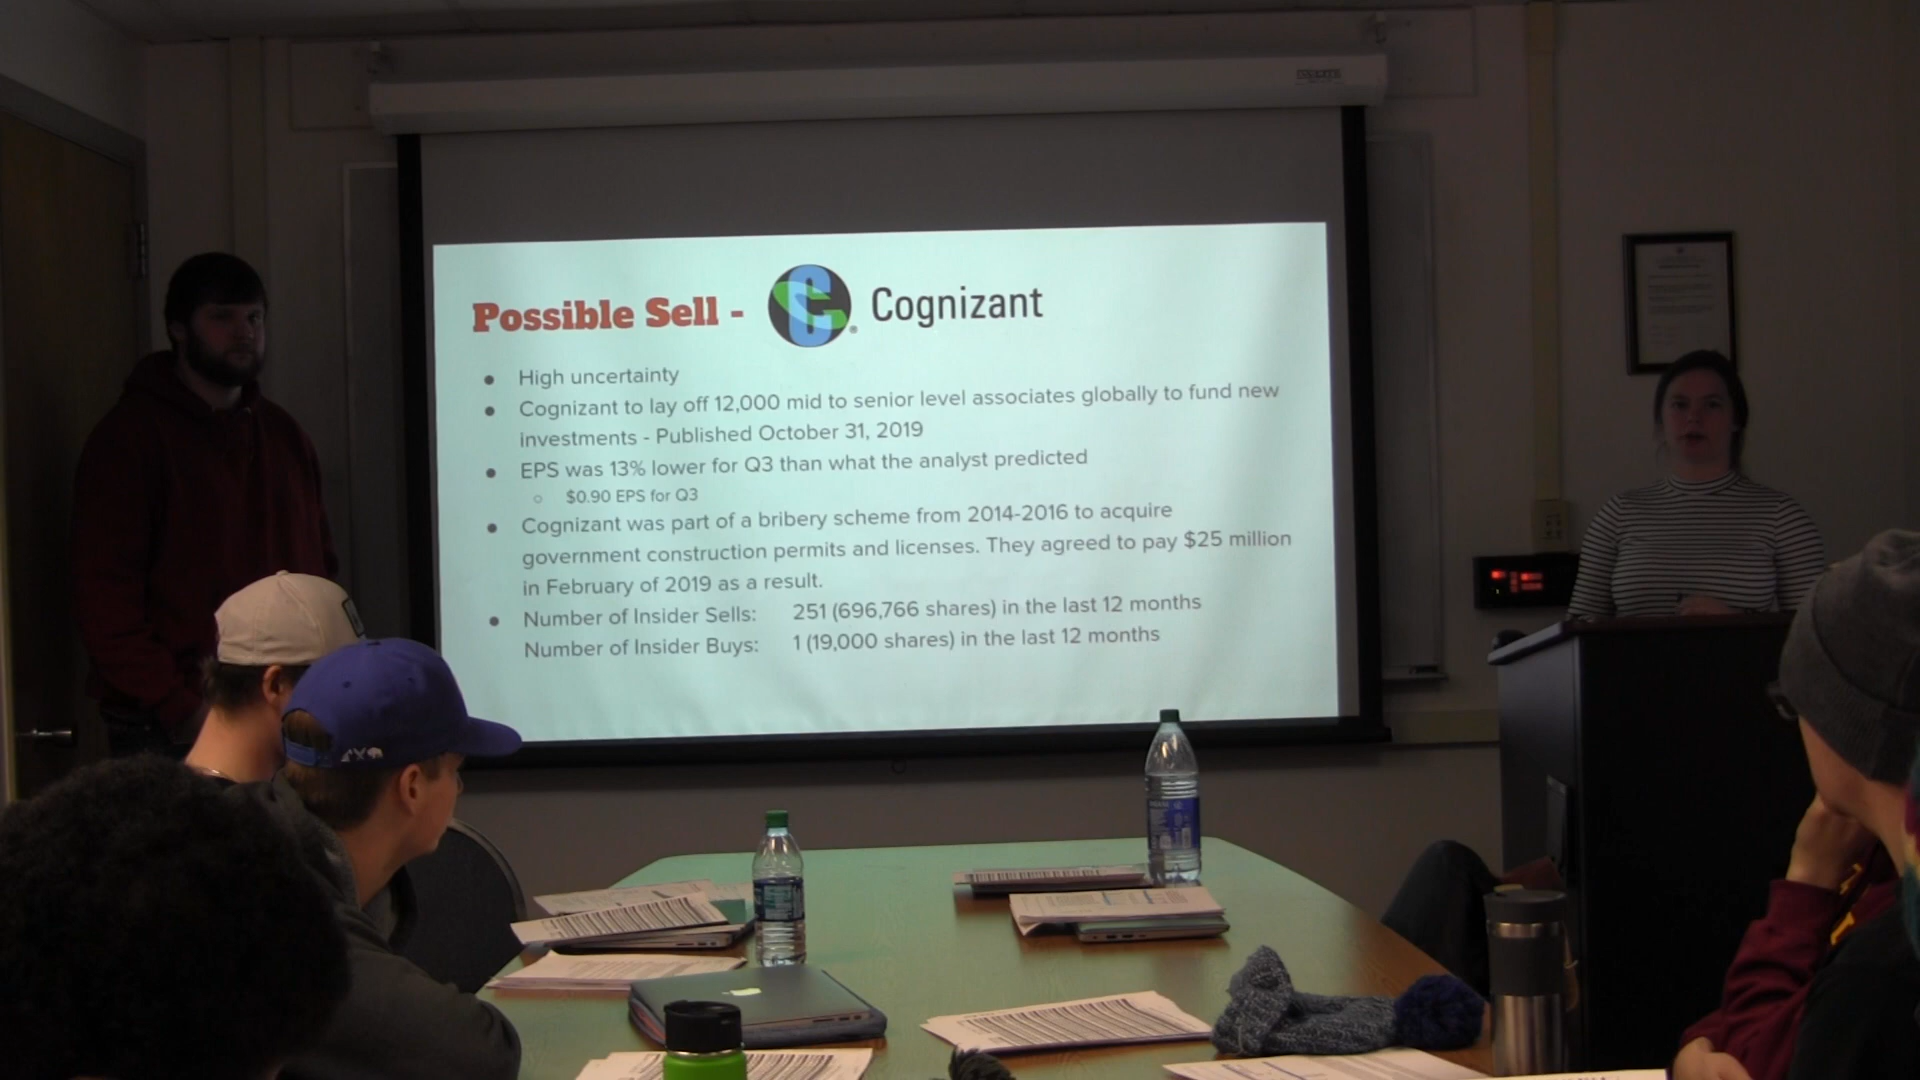 Possible Sell - Cognizant
● High uncertainty
● Cognizant to lay off 12,000 mid to senior level associates globally to fund new
investments - Published October 31, 2019
● EPS was 13% lower for Q3 than what the analyst predicted
○ $0.90 EPS for Q3
● Cognizant was part of a bribery scheme from 2014-2016 to acquire
government construction permits and licenses. They agreed to pay $25 million
in February of 2019 as a result.
● Number of Insider Sells: 251 (696,766 shares) in the last 12 months
Number of Insider Buys: 1 (19,000 shares) in the last 12 months